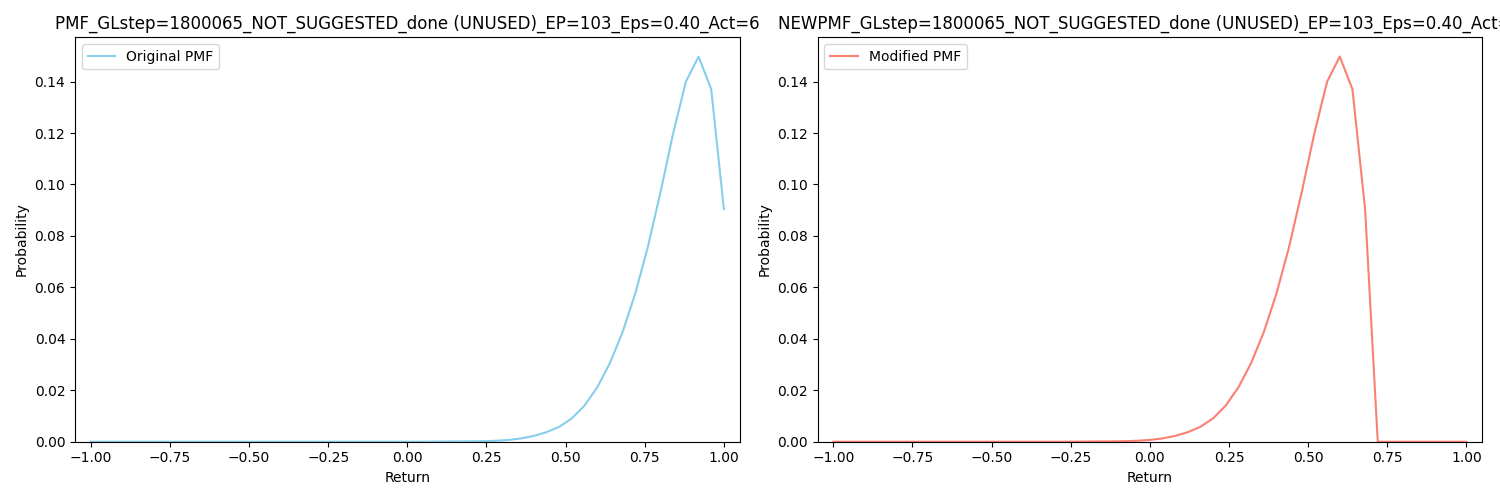 PMF_GLstep=1800065_NOT_SUGGESTED_done (UNUSED)_EP=103_Eps=0.40_Act=6
Original PMF
0.14
0.12
0.10
0.08
0.06
0.04
0.02
0.00
Probability
−1.00 −0.75 −0.50 −0.25 0.00 0.25 0.50 0.75 1.00
Return
NEWPMF_GLstep=1800065_NOT_SUGGESTED_done (UNUSED)_EP=103_Eps=0.40_Act=
Modified PMF
0.14
0.12
0.10
0.08
0.06
0.04
0.02
0.00
Probability
−1.00 −0.75 −0.50 −0.25 0.00 0.25 0.50 0.75 1.00
Return